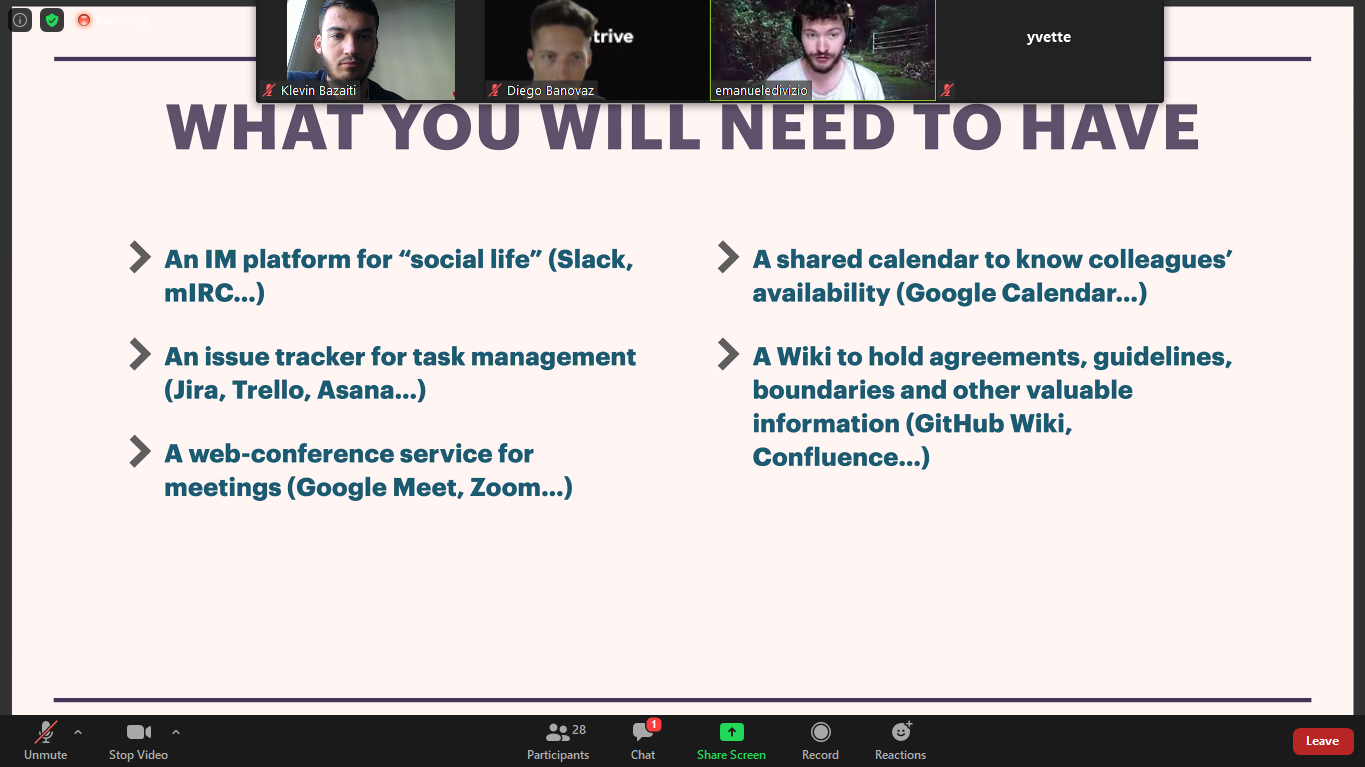 Recording
trive
yvette
Klevin Bazaiti
Diego Banovaz
emanueledivizio
WHAT YOU WILL NEED TO HAVE
An IM platform for “social life” (Slack,
mIRC...)
An issue tracker for task management
(Jira, Trello, Asana...)
A web-conference service for
meetings (Google Meet, Zoom...)
A shared calendar to know colleagues’
availability (Google Calendar...)
A Wiki to hold agreements, guidelines,
boundaries and other valuable
information (GitHub Wiki,
Confluence...)
28
1
Unmute
Stop Video
Participants
Chat
Share Screen
Record
Reactions
Leave